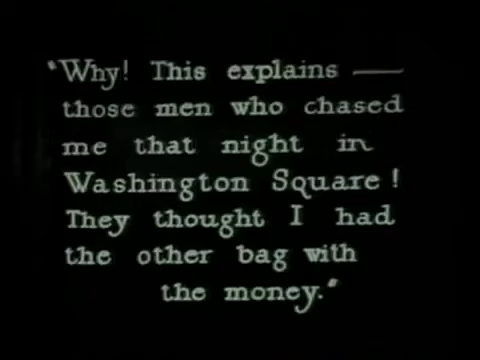 "Why! This explains —
those men who chased
me that night in
Washington Square!
They thought I had
the other bag with
the money."